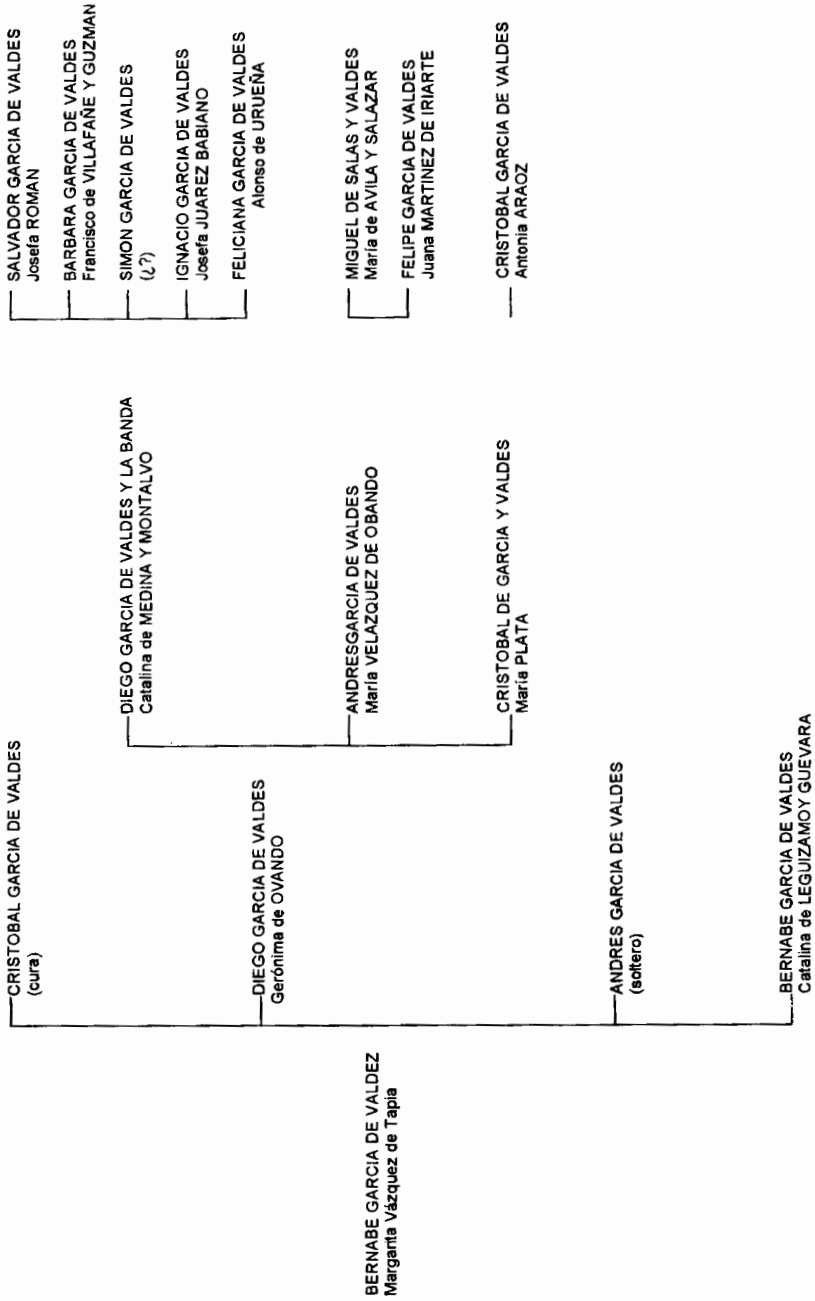 BERNABE GARCIA DE VALDEZ
Margarita Vázquez de Tapia
CRISTOBAL GARCIA DE VALDES
(cura)
DIEGO GARCIA DE VALDES
Gerónima de OVANDO
ANDRES GARCIA DE VALDES
(soltero)
BERNABE GARCIA DE VALDES
Catalina de LEGUIZAMOY GUEVARA
DIEGO GARCIA DE VALDES Y LA BANDA
Catalina de MEDINA Y MONTALVO
ANDRESGARCIA DE VALDES
María VELAZQUEZ DE OBANDO
CRISTOBAL DE GARCIA Y VALDES
María PLATA
SALVADOR GARCIA DE VALDES
Josefa ROMAN
BARBARA GARCIA DE VALDES
Francisco de VILLAFAÑE Y GUZMAN
SIMON GARCIA DE VALDES
(¿?)
IGNACIO GARCIA DE VALDES
Josefa JUAREZ BABIANO
FELICIANA GARCIA DE VALDES
Alonso de URUEÑA
MIGUEL DE SALAS Y VALDES
María de AVILA Y SALAZAR
FELIPE GARCIA DE VALDES
Juana MARTINEZ DE IRIARTE
CRISTOBAL GARCIA DE VALDES
Antonia ARAOZ